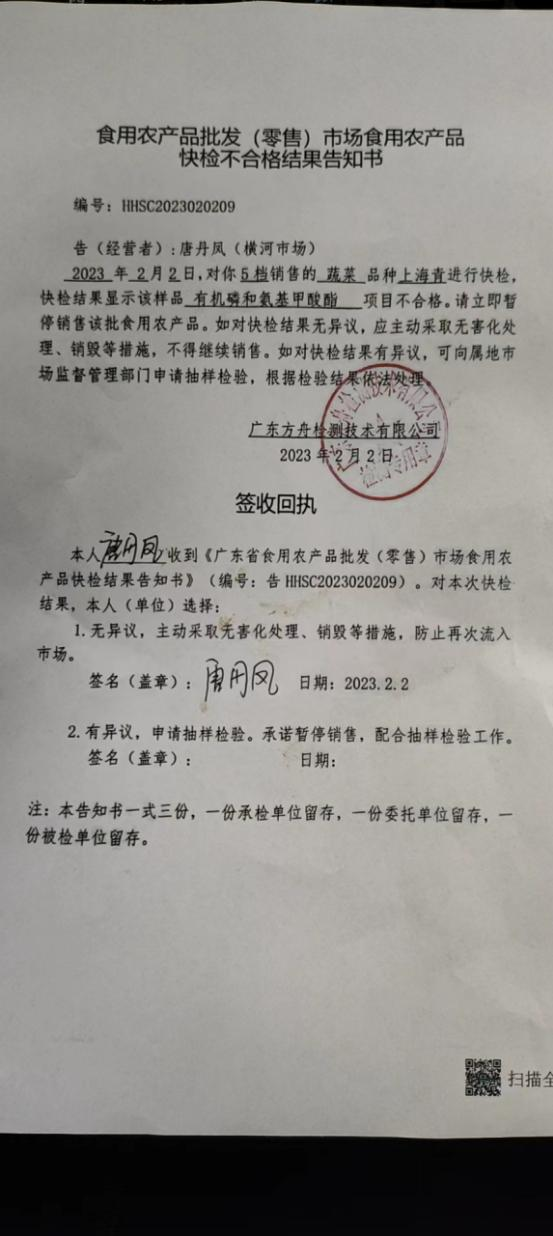 食用农产品批发（零售）市场食用农产品
快检不合格结果告知书
编号：HHSC2023020209
告（经营者）：唐丹凤（横河市场）
2023 年 2 月 2 日，对你 5 档销售的 蔬菜 品种上海青进行快检，
快检结果显示该样品 有机磷和氨基甲酸酯 项目不合格。请立即暂
停销售该批食用农产品。如对快检结果无异议，应主动采取无害化处
理、销毁等措施，不得继续销售。如对快检结果有异议，可向属地市
场监督管理部门申请抽样检验，根据检验结果依法处理。
广东方舟检测技术有限公司
2023 年 2 月 2 日
签收回执
本人唐丹凤收到《广东省食用农产品批发（零售）市场食用农
产品快检结果告知书》（编号：告 HHSC2023020209）。对本次快检
结果，本人（单位）选择：
1.无异议，主动采取无害化处理、销毁等措施，防止再次流入
市场。
签名（盖章）：唐丹凤 日期：2023.2.2
2.有异议，申请抽样检验。承诺暂停销售，配合抽样检验工作。
签名（盖章）： 日期：
注：本告知书一式三份，一份承检单位留存，一份委托单位留存，一
份被检单位留存。
扫描全